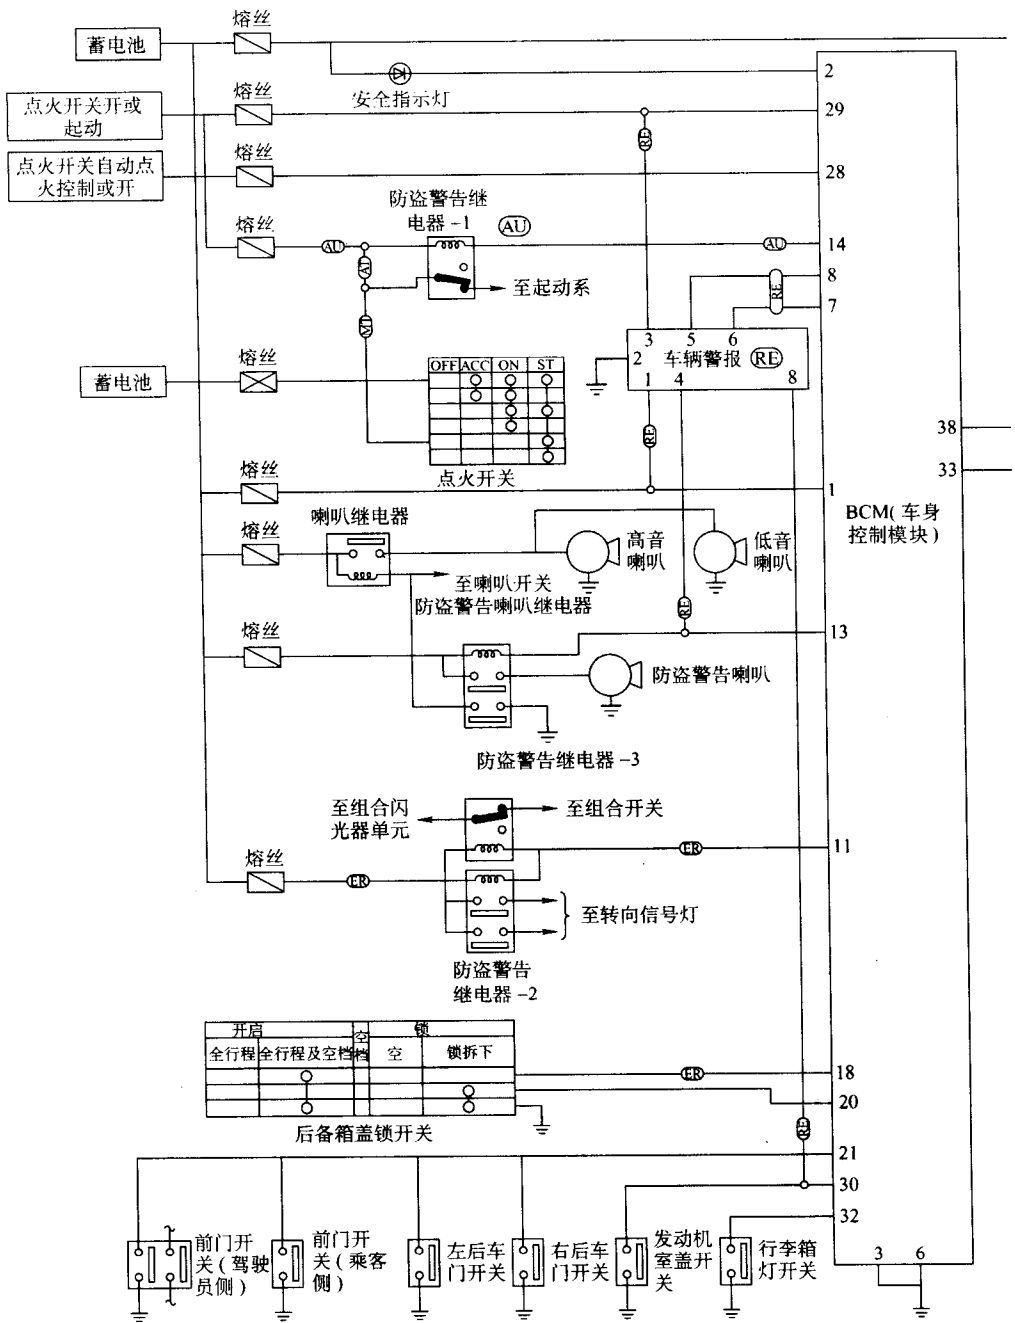 熔丝
蓄电池
2
安全指示灯
熔丝
点火开关开或
起动
29
RE
熔丝
点火开关自动点
火控制或开
28
防盗警告继
电器-1
AU
熔丝
AU
AU
14
AT
8
至起动系
RE
7
3 5 6
2 车辆警报 RE
1 4 8
熔丝
蓄电池
OFF ACC ON ST
点火开关
38
RE
33
熔丝
1
BCM(车身
控制模块)
喇叭继电器
熔丝
高音
喇叭
低音
喇叭
至喇叭开关
防盗警告喇叭继电器
RE
熔丝
13
防盗警告喇叭
防盗警告继电器-3
至组合闪
光器单元
至组合开关
ER
11
熔丝
ER
至转向信号灯
防盗警告
继电器-2
开启 空档 锁
全行程 全行程及空档 空 锁拆下
ER
18
20
后备箱盖锁开关
RE
21
30
32
前门开
关(驾驶
员侧)
前门开
关(乘客
侧)
左后车
门开关
右后车
门开关
发动机
室盖开
关
行李箱
灯开关
3 6